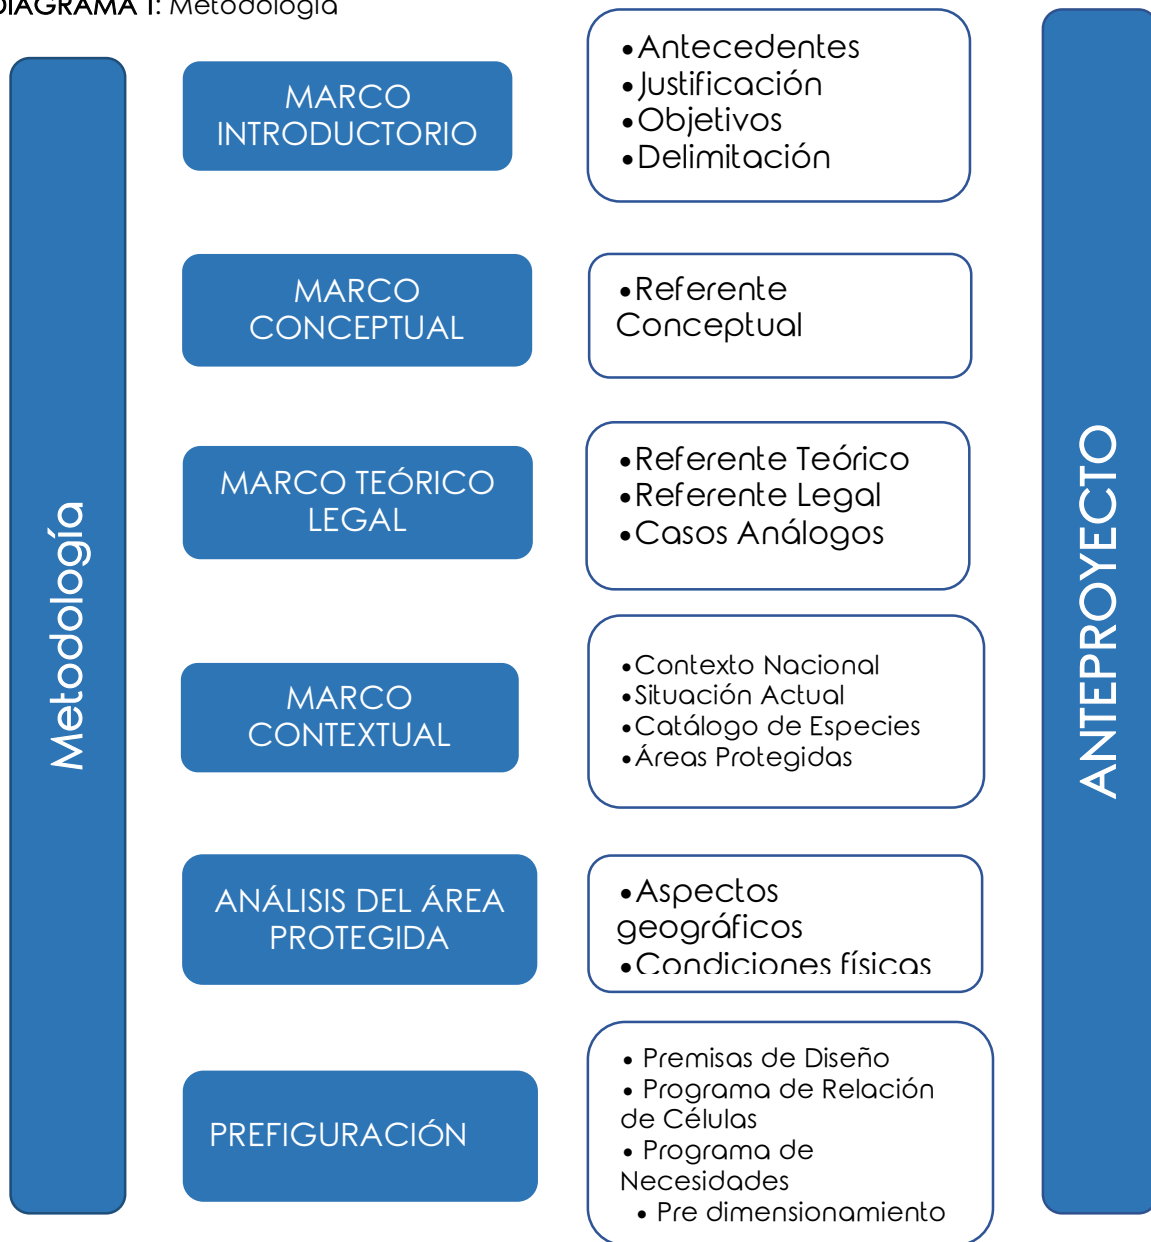 DIAGRAMA 1: Metodología
Metodología
MARCO
INTRODUCTORIO
•Antecedentes
•Justificación
•Objetivos
•Delimitación
MARCO
CONCEPTUAL
•Referente
Conceptual
MARCO TEÓRICO
LEGAL
•Referente Teórico
•Referente Legal
•Casos Análogos
MARCO
CONTEXTUAL
•Contexto Nacional
•Situación Actual
•Catálogo de Especies
•Áreas Protegidas
ANÁLISIS DEL ÁREA
PROTEGIDA
•Aspectos
geográficos
•Condiciones físicas
PREFIGURACIÓN
• Premisas de Diseño
• Programa de Relación
de Células
• Programa de
Necesidades
• Pre dimensionamiento
ANTEPROYECTO